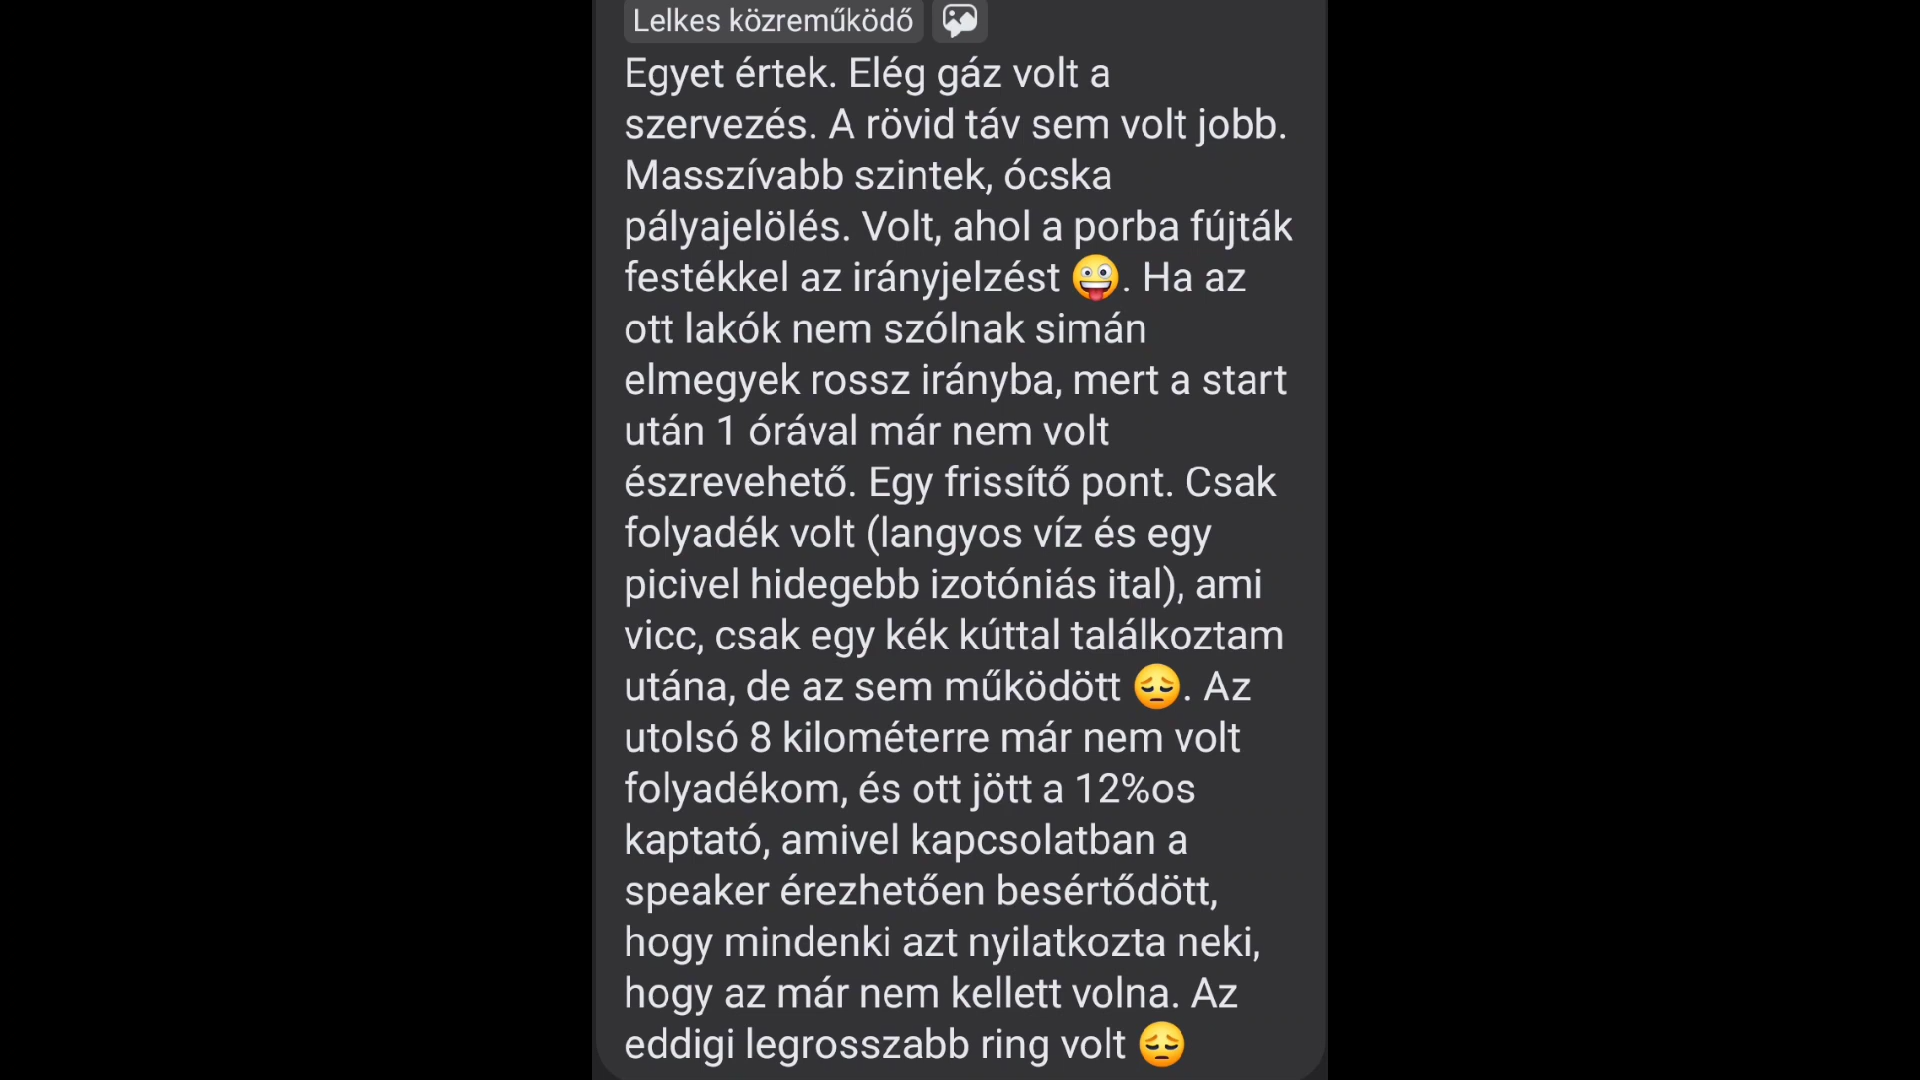 Lelkes közreműködő
Egyet értek. Elég gáz volt a
szervezés. A rövid táv sem volt jobb.
Masszívabb szintek, ócska
pályajelölés. Volt, ahol a porba fújták
festékkel az irányjelzést 🤪. Ha az
ott lakók nem szólnak simán
elmegyek rossz irányba, mert a start
után 1 órával már nem volt
észrevehető. Egy frissítő pont. Csak
folyadék volt (langyos víz és egy
picivel hidegebb izotóniás ital), ami
vicc, csak egy kék kúttal találkoztam
utána, de az sem működött 😔. Az
utolsó 8 kilométerre már nem volt
folyadékom, és ott jött a 12%os
kaptató, amivel kapcsolatban a
speaker érezhetően besértődött,
hogy mindenki azt nyilatkozta neki,
hogy az már nem kellett volna. Az
eddigi legrosszabb ring volt 😔